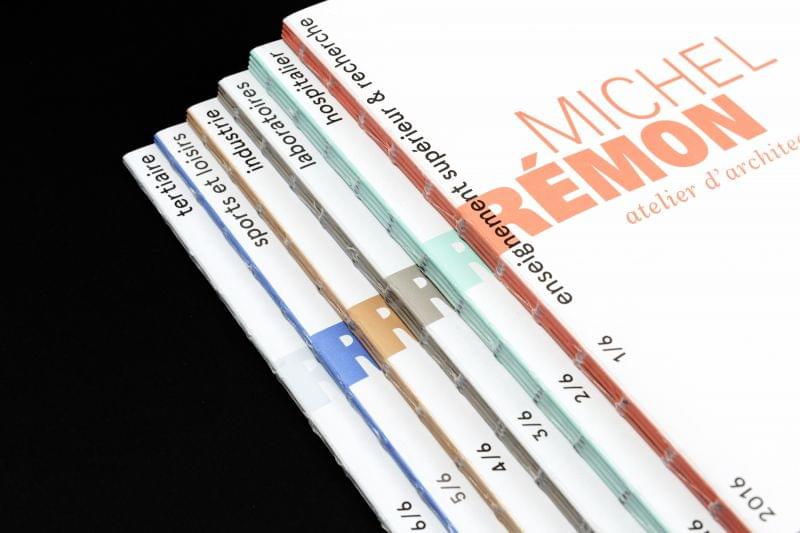 MICHEL
RÉMON
atelier d'architec
enseignement supérieur & recherche
1/6
2016
hospitalier
2/6
16
laboratoires
3/6
industrie
4/6
sports et loisirs
5/6
tertiaire
6/6
R
R
R
R
R